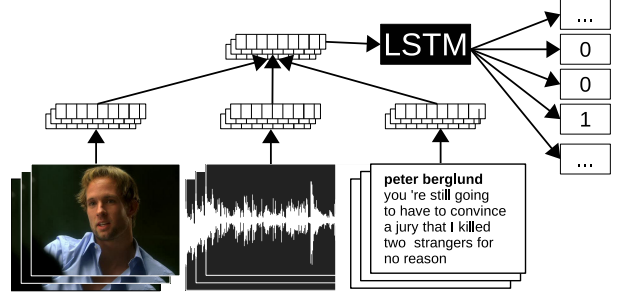 ...
LSTM
0
0
1
...
peter berglund
you 're still going
to have to convince
a jury that I killed
two strangers for
no reason